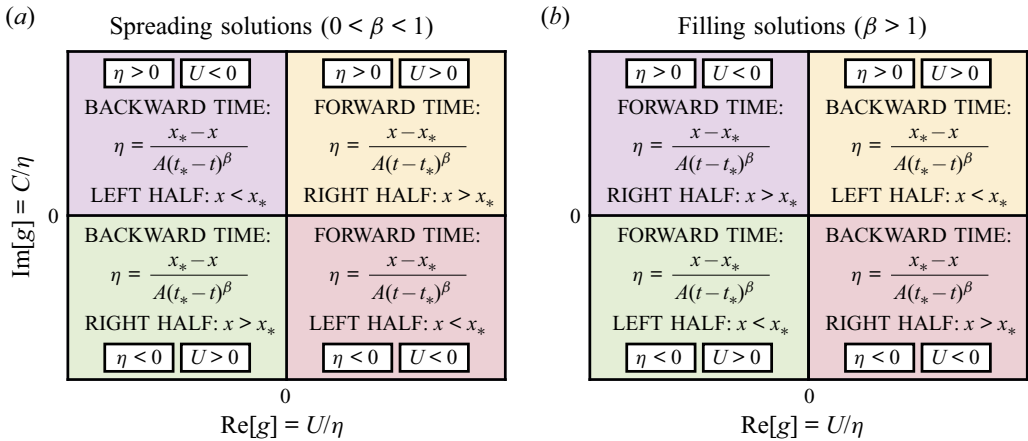 (a) Spreading solutions (0 < β < 1)
η > 0 U < 0
BACKWARD TIME:
η = (x* − x) / A(t* − t)^β
LEFT HALF: x < x*
η > 0 U > 0
FORWARD TIME:
η = (x − x*) / A(t − t*)^β
RIGHT HALF: x > x*
BACKWARD TIME:
η = (x* − x) / A(t* − t)^β
RIGHT HALF: x > x*
η < 0 U > 0
FORWARD TIME:
η = (x − x*) / A(t − t*)^β
LEFT HALF: x < x*
η < 0 U < 0
Im[g] = C/η
0
0
Re[g] = U/η
(b) Filling solutions (β > 1)
η > 0 U < 0
FORWARD TIME:
η = (x − x*) / A(t − t*)^β
RIGHT HALF: x > x*
η > 0 U > 0
BACKWARD TIME:
η = (x* − x) / A(t* − t)^β
LEFT HALF: x < x*
FORWARD TIME:
η = (x − x*) / A(t − t*)^β
LEFT HALF: x < x*
η < 0 U > 0
BACKWARD TIME:
η = (x* − x) / A(t* − t)^β
RIGHT HALF: x > x*
η < 0 U < 0
0
0
Re[g] = U/η